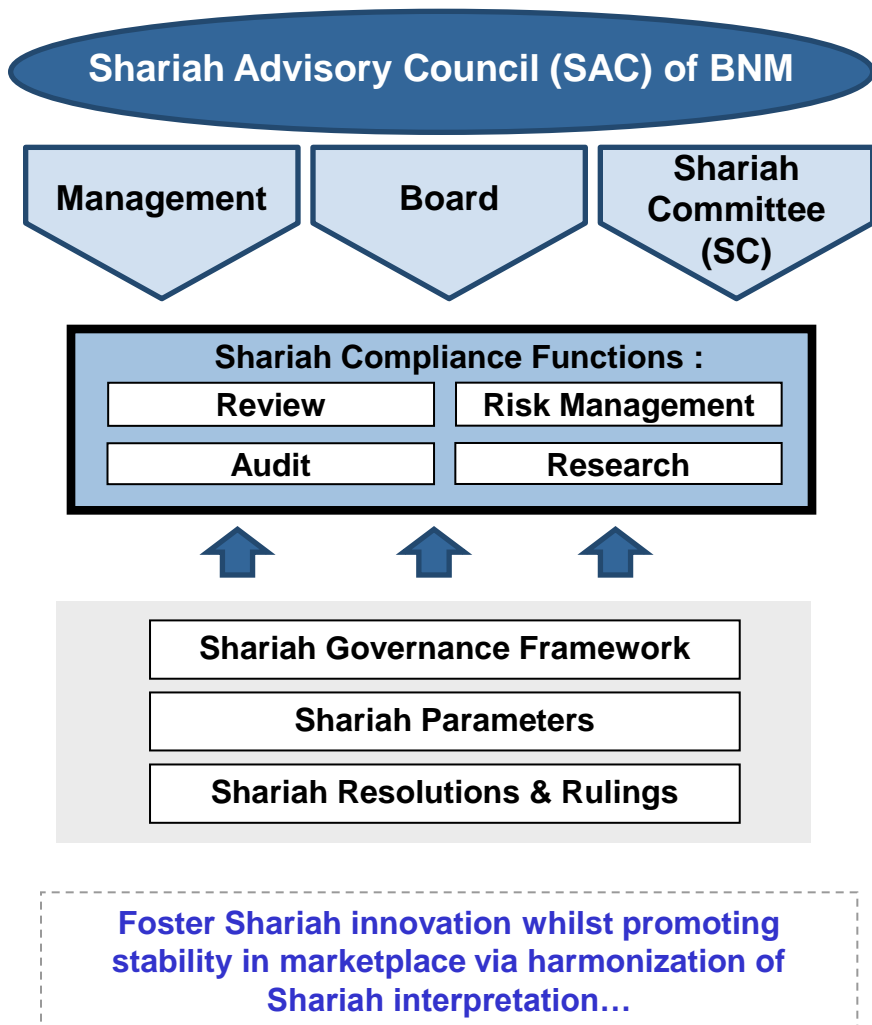 Shariah Advisory Council (SAC) of BNM
Management
Board
Shariah
Committee
(SC)
Shariah Compliance Functions :
Review
Risk Management
Audit
Research
Shariah Governance Framework
Shariah Parameters
Shariah Resolutions & Rulings
Foster Shariah innovation whilst promoting
stability in marketplace via harmonization of
Shariah interpretation…